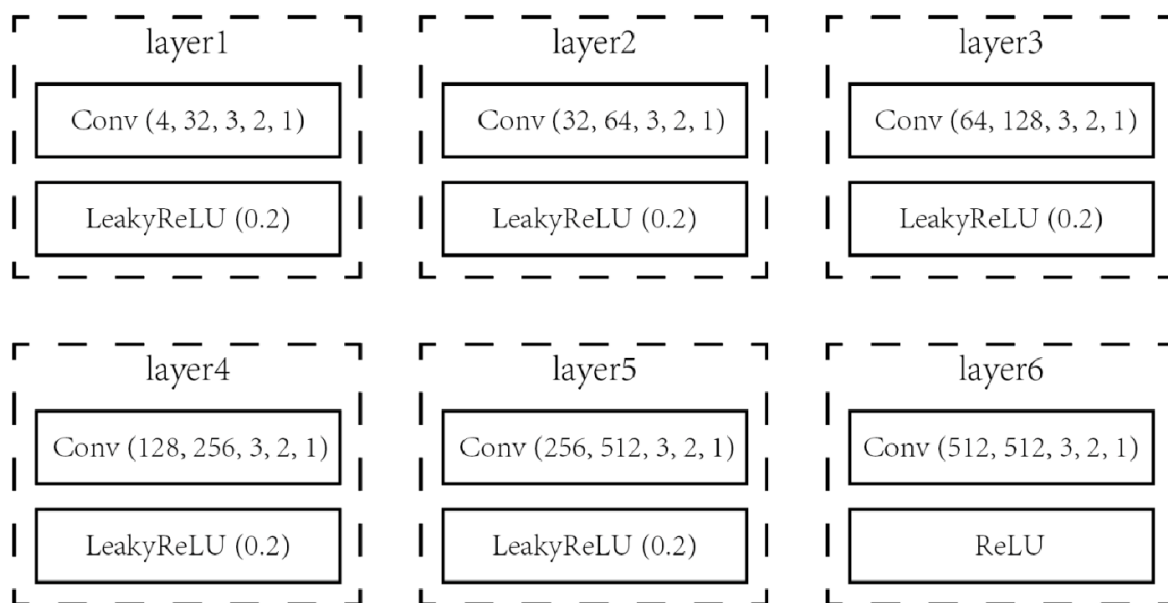 layer1
Conv (4, 32, 3, 2, 1)
LeakyReLU (0.2)
layer2
Conv (32, 64, 3, 2, 1)
LeakyReLU (0.2)
layer3
Conv (64, 128, 3, 2, 1)
LeakyReLU (0.2)
layer4
Conv (128, 256, 3, 2, 1)
LeakyReLU (0.2)
layer5
Conv (256, 512, 3, 2, 1)
LeakyReLU (0.2)
layer6
Conv (512, 512, 3, 2, 1)
ReLU